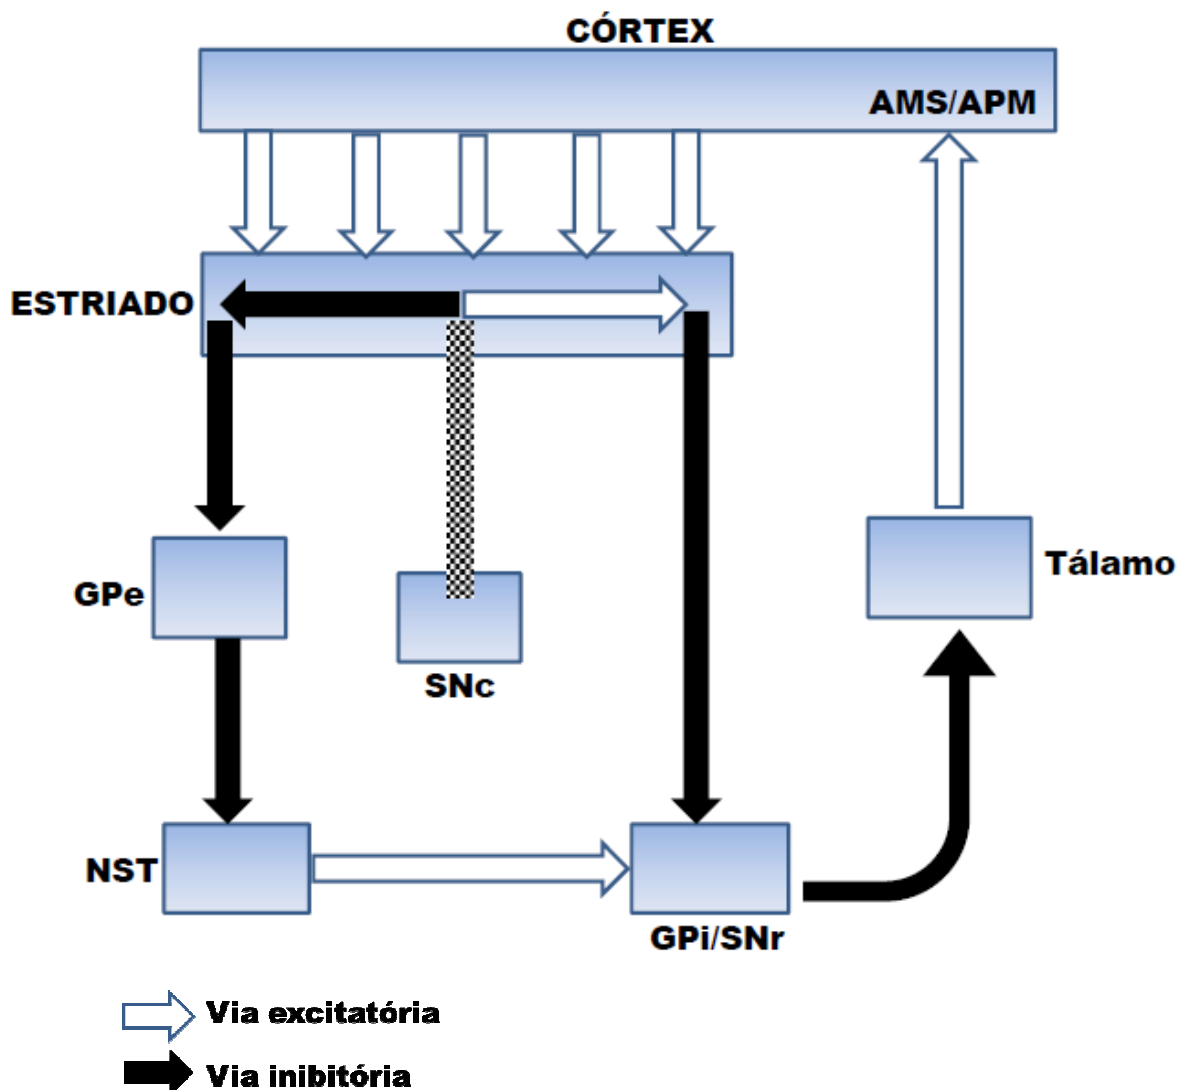 CÓRTEX
AMS/APM
ESTRIADO
GPe
SNc
Tálamo
NST
GPi/SNr
Via excitatória
Via inibitória